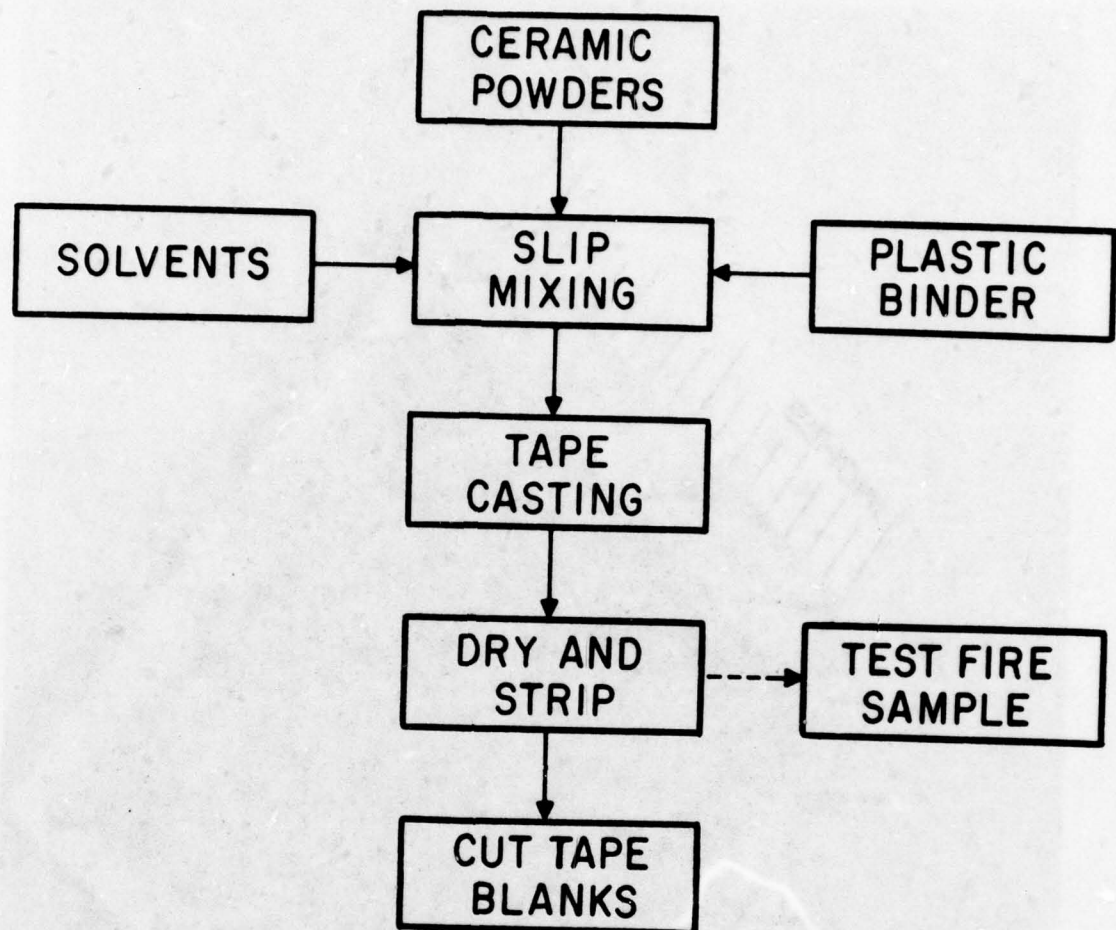 CERAMIC
POWDERS
SOLVENTS
SLIP
MIXING
PLASTIC
BINDER
TAPE
CASTING
DRY AND
STRIP
TEST FIRE
SAMPLE
CUT TAPE
BLANKS